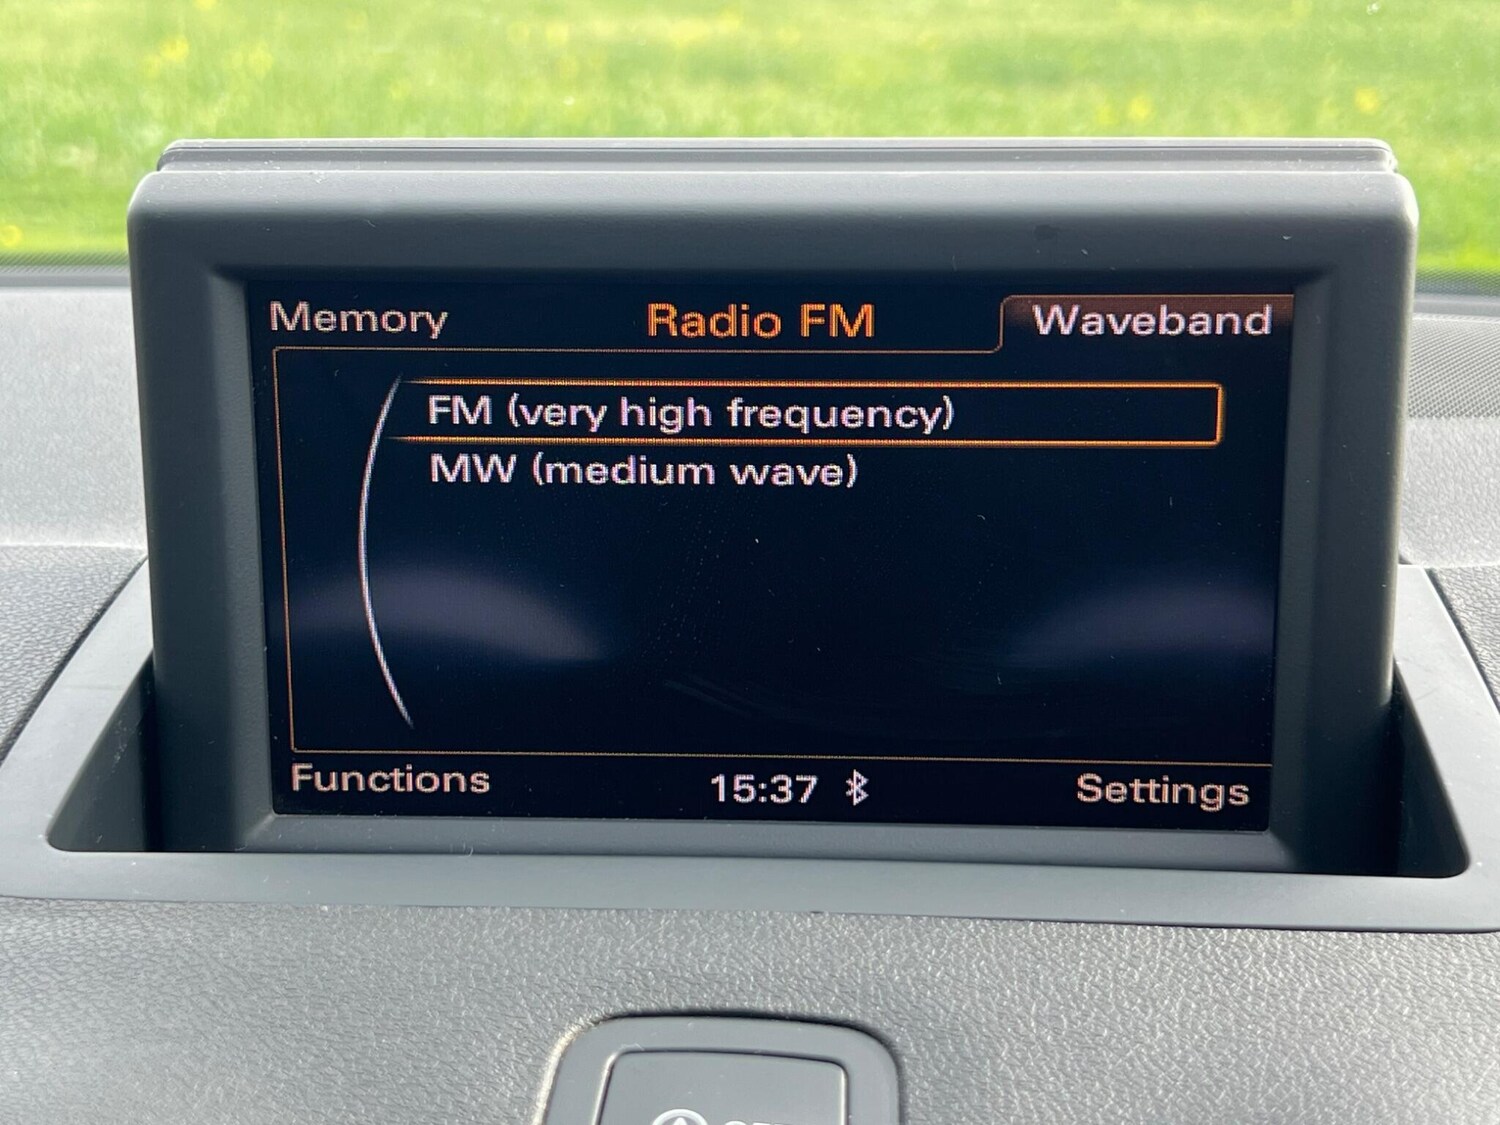 Memory
Radio FM
Waveband
FM (very high frequency)
MW (medium wave)
Functions
15:37
Settings